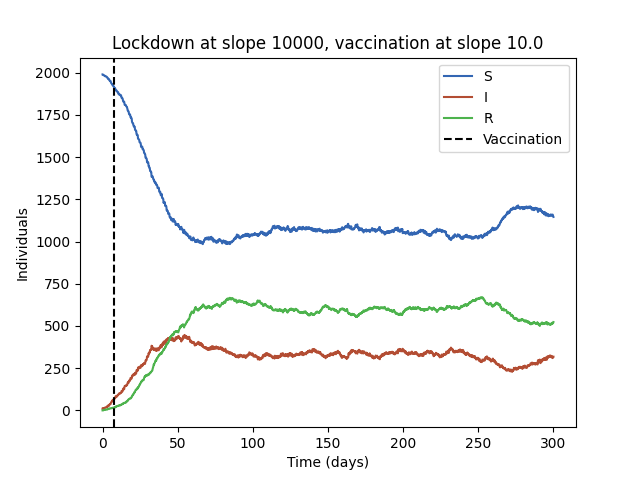 Lockdown at slope 10000, vaccination at slope 10.0
S
I
R
Vaccination
Individuals
2000
1750
1500
1250
1000
750
500
250
0
0 50 100 150 200 250 300
Time (days)